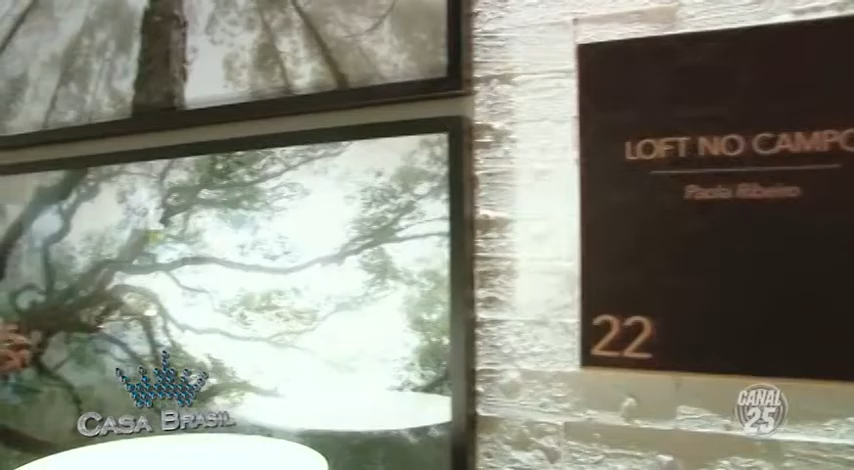 LOFT NO CAMPO
Paola Ribeiro
22
CASA BRASIL
CANAL
25